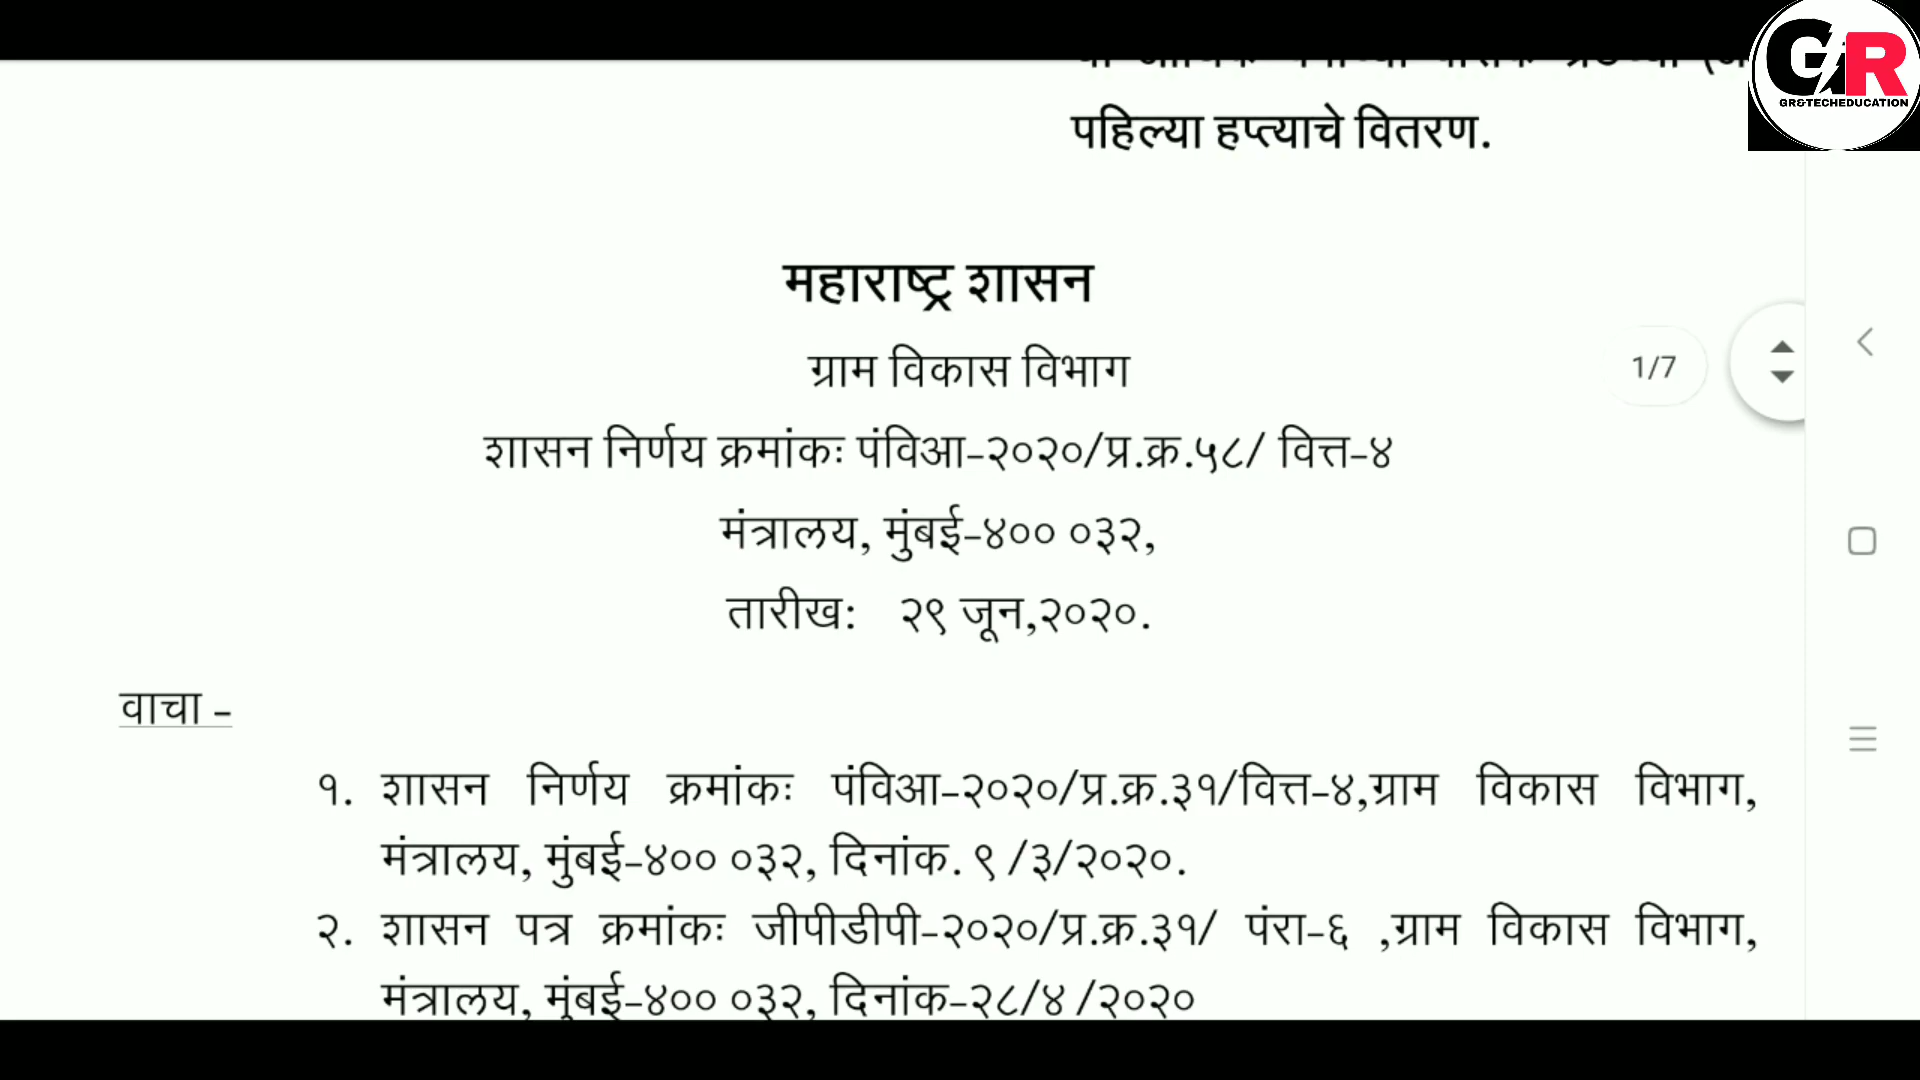 GR
GR&TECHEDUCATION
पहिल्या हप्त्याचे वितरण.
महाराष्ट्र शासन
ग्राम विकास विभाग
1/7
शासन निर्णय क्रमांकः पंविआ-२०२०/प्र.क्र.५८/ वित्त-४
मंत्रालय, मुंबई-४०० ०३२,
तारीख: २९ जून,२०२०.
वाचा -
१. शासन निर्णय क्रमांकः पंविआ-२०२०/प्र.क्र.३१/वित्त-४,ग्राम विकास विभाग,
मंत्रालय, मुंबई-४०० ०३२, दिनांक. ९ /३/२०२०.
२. शासन पत्र क्रमांकः जीपीडीपी-२०२०/प्र.क्र.३१/ पंरा-६ ,ग्राम विकास विभाग,
मंत्रालय, मुंबई-४०० ०३२, दिनांक-२८/४ /२०२०